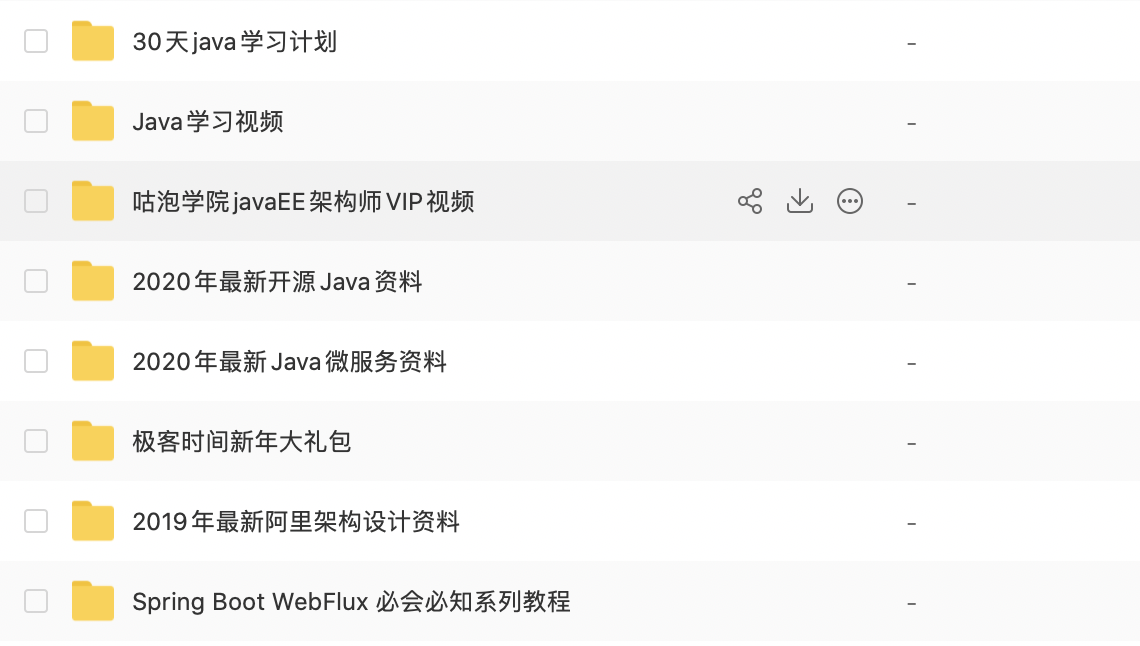 30天java学习计划 -
Java学习视频 -
咕泡学院javaEE架构师VIP视频 -
2020年最新开源Java资料 -
2020年最新Java微服务资料 -
极客时间新年大礼包 -
2019年最新阿里架构设计资料 -
Spring Boot WebFlux 必会必知系列教程 -